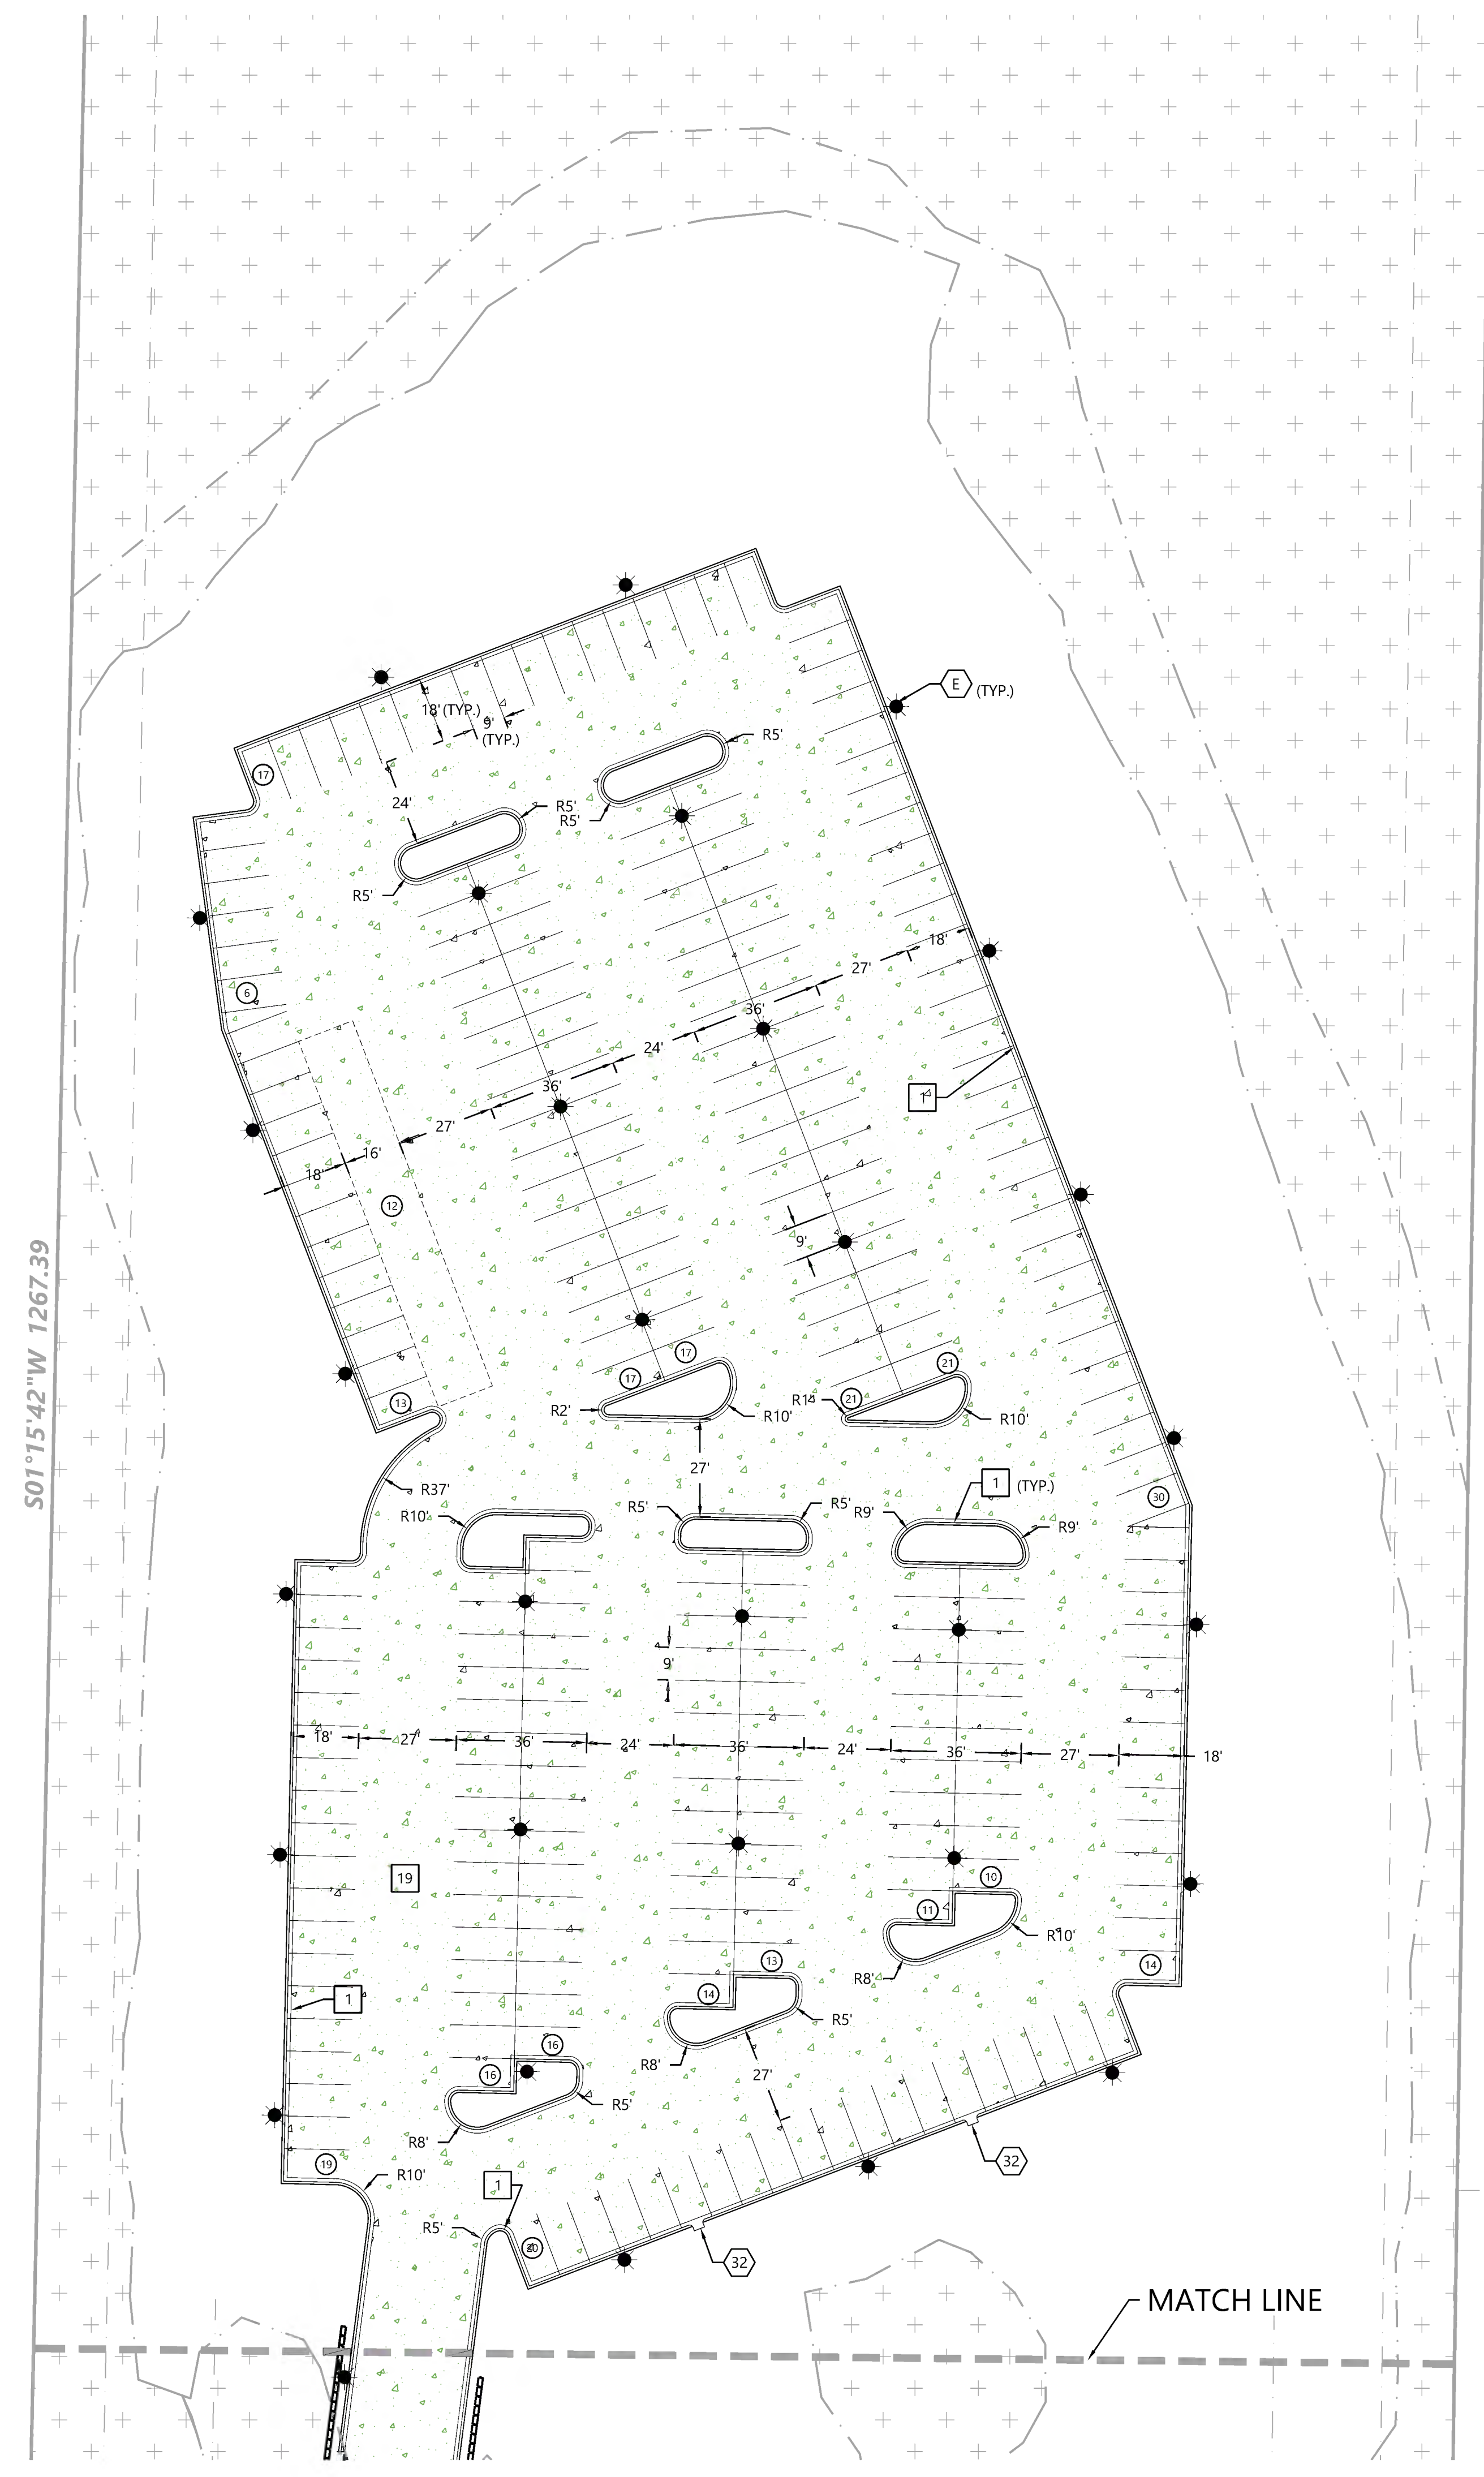 E
(TYP.)
R5'
18' (TYP.)
9'
(TYP.)
17
24'
R5'
R5'
R5'
18'
27'
6
36'
24'
36'
1
27'
16'
18'
12
9'
17
21
17
R1'
21
13
R2'
R10'
R10'
27'
R37'
1
(TYP.)
30
R10'
R5'
R5'
R9'
R9'
9'
18'
27'
36'
24'
36'
24'
36'
27'
18'
19
10
11
R10'
13
14
R8'
14
1
R5'
16
R8'
16
27'
R5'
R8'
19
R10'
32
1
R5'
32
MATCH LINE
S01°15'42"W 1267.39